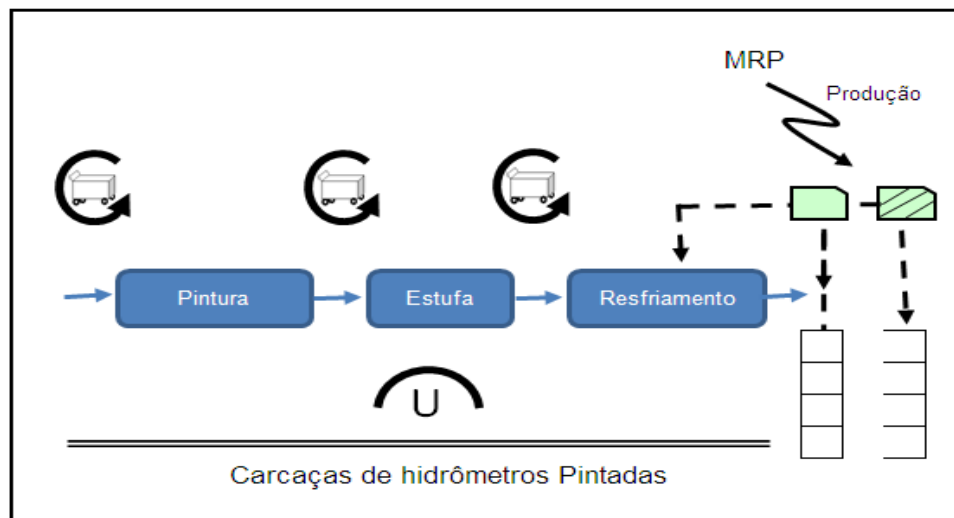 MRP
Produção
Pintura
Estufa
Resfriamento
U
Carcaças de hidrômetros Pintadas